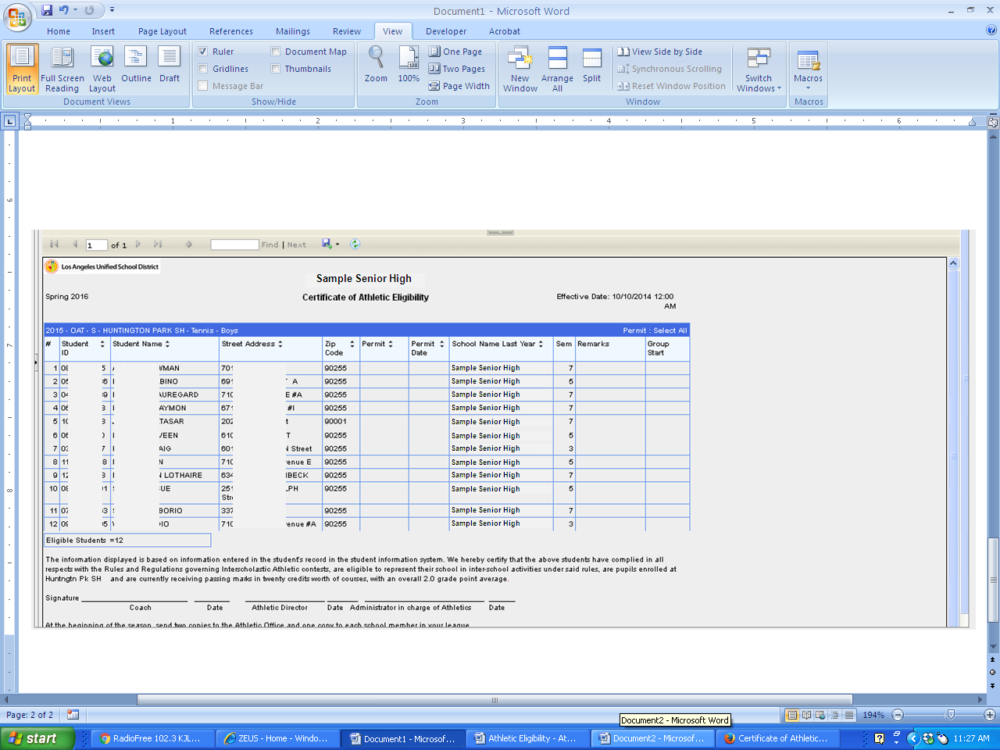 Document1 - Microsoft Word
Home Insert Page Layout References Mailings Review View Developer Acrobat
Print Layout
Full Screen Reading
Web Layout
Outline
Draft
Document Views
Ruler
Gridlines
Message Bar
Document Map
Thumbnails
Show/Hide
Zoom
100%
One Page
Two Pages
Page Width
Zoom
New Window
Arrange All
Split
View Side by Side
Synchronous Scrolling
Reset Window Position
Window
Switch Windows
Macros
Macros
L
1 2 3 4 5 6
9
7
8
1 of 1 Find | Next
Los Angeles Unified School District
Sample Senior High
Spring 2016 Certificate of Athletic Eligibility Effective Date: 10/10/2014 12:00
AM
2015 - OAT - S - HUNTINGTON PARK SH - Tennis - Boys Permit : Select All
# Student ID Student Name Street Address Zip Code Permit Permit Date School Name Last Year Sem Remarks Group Start
1 08 5 WMAN 701 90255 Sample Senior High 7
2 05 36 BINO 691 A 90255 Sample Senior High 5
3 04 39 AUREGARD 710 E #A 90255 Sample Senior High 7
4 06 8 AYMON 671 #I 90255 Sample Senior High 7
5 10 8 TASAR 202 t 90001 Sample Senior High 7
6 06 VEEN 610 T 90255 Sample Senior High 5
7 03 7 AIG 601 N Street 90255 Sample Senior High 3
8 11 8 N 710 venue E 90255 Sample Senior High 5
9 12 8 N LOTHAIRE 634 NBECK 90255 Sample Senior High 7
10 08 01 S CUE 251 LPH 90255 Sample Senior High 5
Stre
11 07 53 BORIO 337 90255 Sample Senior High 7
12 09 05 DIO 710 venue #A 90255 Sample Senior High 3
Eligible Students =12
The information displayed is based on information entered in the student's record in the student information system. We hereby certify that the above students have complied in all
respects with the Rules and Regulations governing Interscholastic Athletic contests, are eligible to represent their school in inter-school activities under said rules, are pupils enrolled at
Huntngtn Pk SH and are currently receiving passing marks in twenty credits worth of courses, with an overall 2.0 grade point average.
Signature
Coach Date Athletic Director Date Administrator in charge of Athletics Date
At the beginning of the season, send two copies to the Athletic Office and one copy to each school member in your league
Page: 2 of 2
Document2 - Microsoft Word
194%
start
RadioFree 102.3 KJL...
ZEUS - Home - Windo...
Document1 - Microsof...
Athletic Eligibility - At...
Document2 - Microsof...
Certificate of Athletic...
11:27 AM